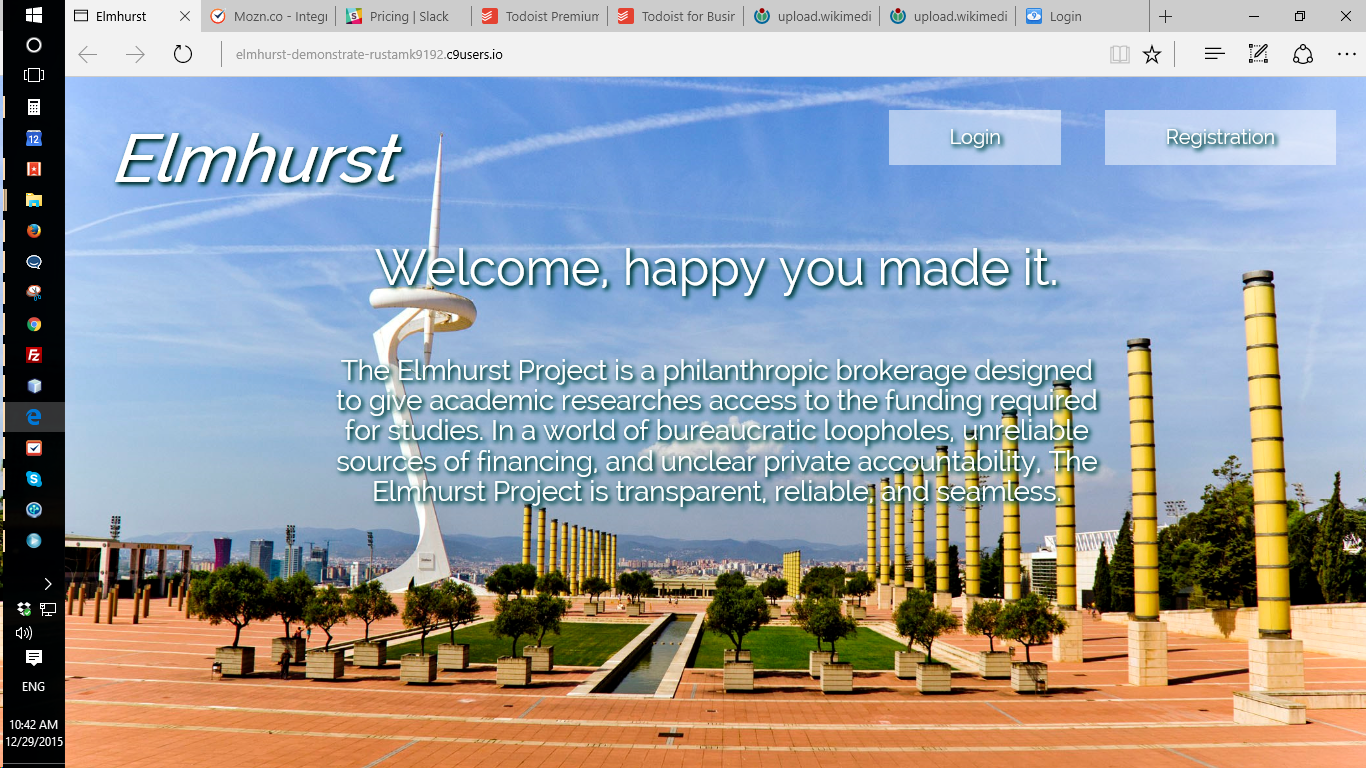 Elmhurst
Mozn.co - Integr
Pricing | Slack
Todoist Premium
Todoist for Busin
upload.wikimedi
upload.wikimedi
Login
elmhurst-demonstrate-rustamk9192.c9users.io
Elmhurst
Login
Registration
Welcome, happy you made it.
The Elmhurst Project is a philanthropic brokerage designed
to give academic researches access to the funding required
for studies. In a world of bureaucratic loopholes, unreliable
sources of financing, and unclear private accountability, The
Elmhurst Project is transparent, reliable, and seamless.
12
Fz
ENG
10:42 AM
12/29/2015